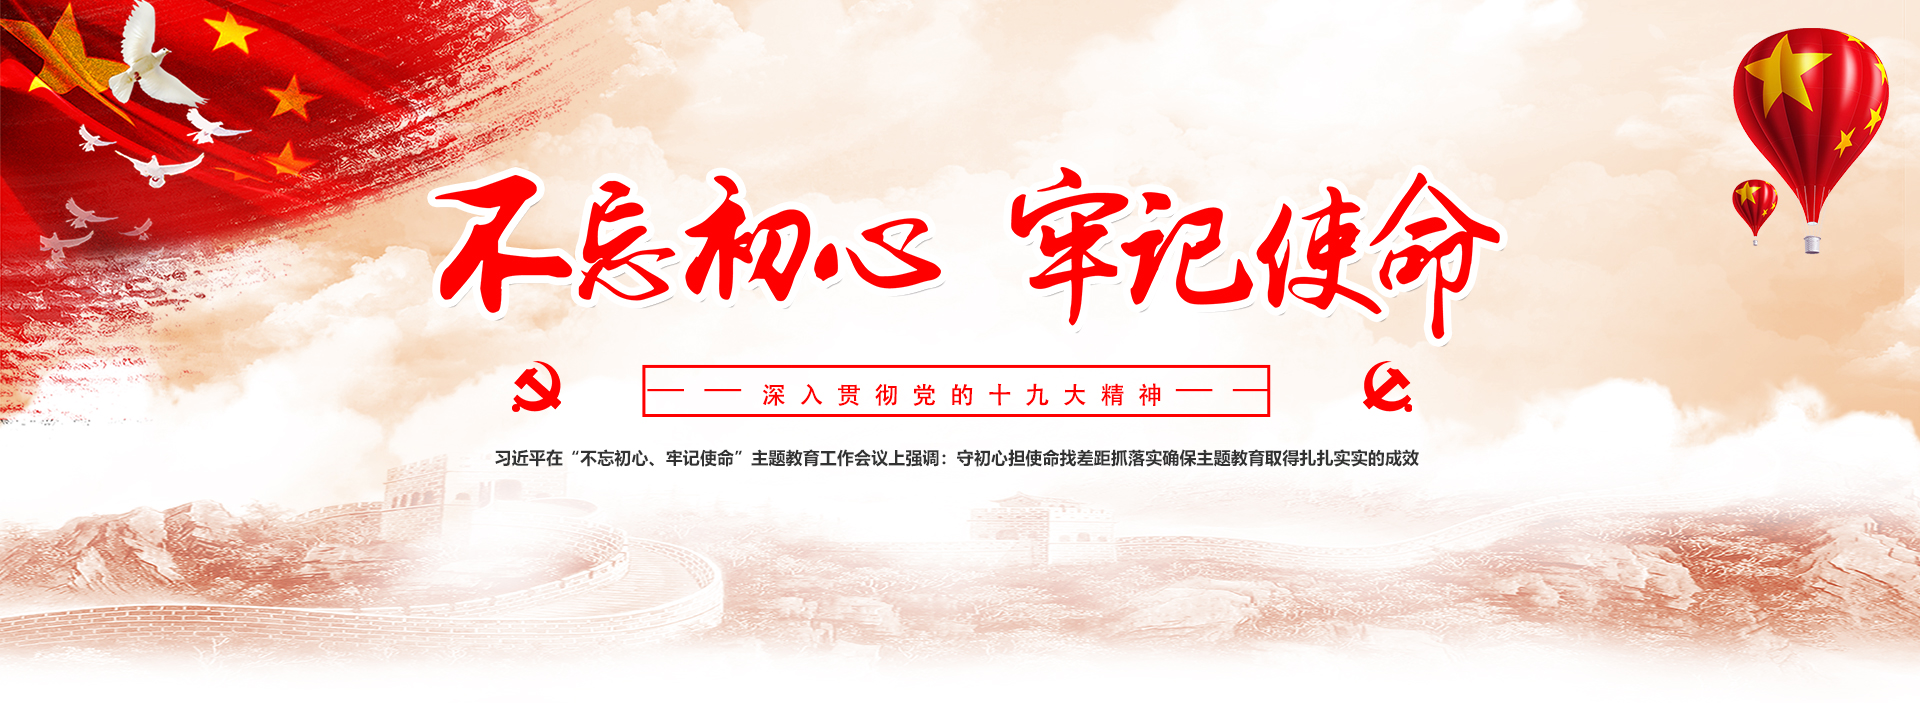 不忘初心 牢记使命
深入贯彻党的十九大精神
习近平在“不忘初心、牢记使命”主题教育工作会议上强调：守初心担使命找差距抓落实确保主题教育取得扎扎实实的成效